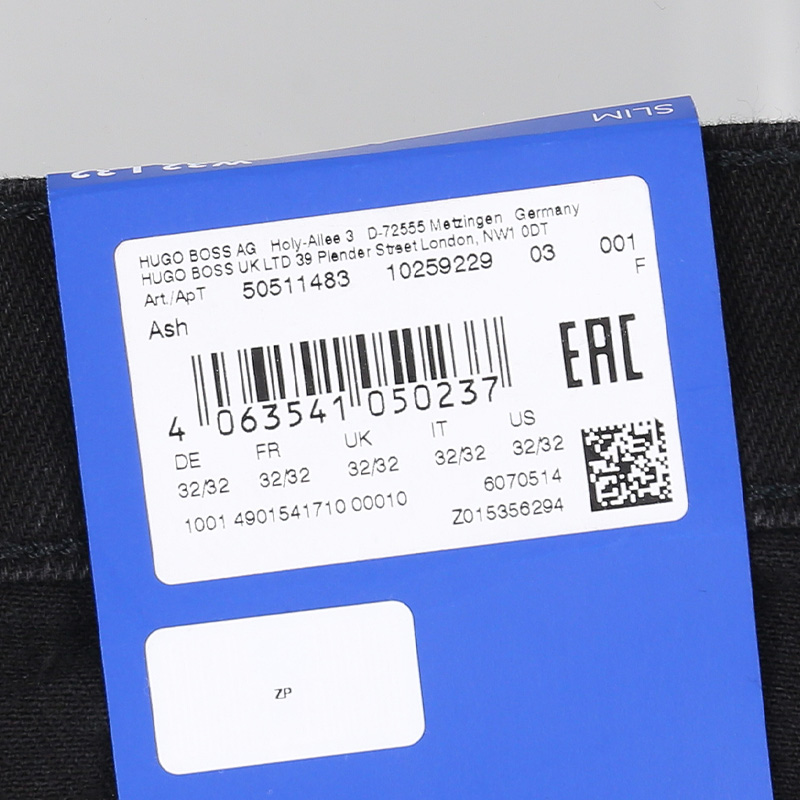 SLIM
W32 L32
HUGO BOSS AG Holy-Allee 3 D-72555 Metzingen Germany
HUGO BOSS UK LTD 39 Plender Street London, NW1 0DT
Art./ApT 50511483 10259229 03 001
F
Ash
EAC
4 063541 050237
DE FR UK IT US
32/32 32/32 32/32 32/32 32/32
6070514
1001 4901541710 00010 Z015356294
ZP